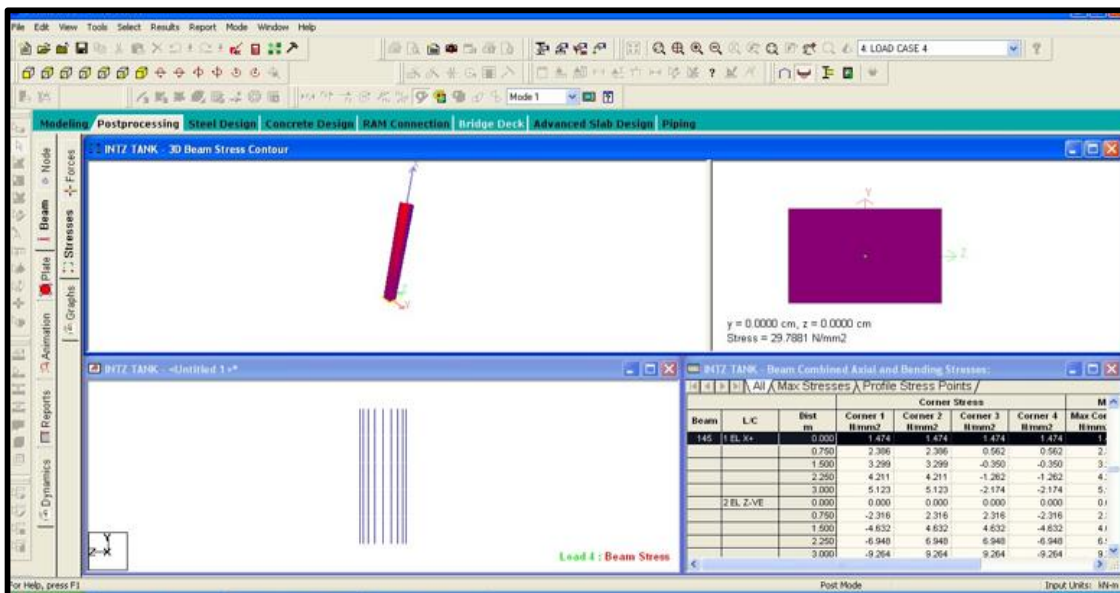 File Edit View Tools Select Results Report Mode Window Help
4: LOAD CASE 4
Mode 1
Modeling Postprocessing Steel Design Concrete Design RAM Connection Bridge Deck Advanced Slab Design Piping
Node
Beam
Plate
Animation
Reports
Dynamics
Forces
Stresses
Graphs
INTZ TANK - 3D Beam Stress Contour
Y
Z
y = 0.0000 cm, z = 0.0000 cm
Stress = 29.7881 N/mm2
INTZ TANK - <Untitled 1>*
Load 4 : Beam Stress
INTZ TANK - Beam Combined Axial and Bending Stresses:
All Max Stresses Profile Stress Points
Corner Stress M
Beam L/C Dist Corner 1 Corner 2 Corner 3 Corner 4 Max Cor
m N/mm2 N/mm2 N/mm2 N/mm2 N/mm
145 1 EL X+ 0.000 1.474 1.474 1.474 1.474
0.750 2.386 2.386 0.562 0.562
1.500 3.299 3.299 -0.350 -0.350
2.250 4.211 4.211 -1.262 -1.262
3.000 5.123 5.123 -2.174 -2.174
2 EL Z-VE 0.000 0.000 0.000 0.000 0.000
0.750 -2.316 2.316 2.316 -2.316
1.500 -4.632 4.632 4.632 -4.632
2.250 -6.948 6.948 6.948 -6.948
3.000 -9.264 9.264 9.264 -9.264
For Help, press F1 Post Mode Input Units: kN-m